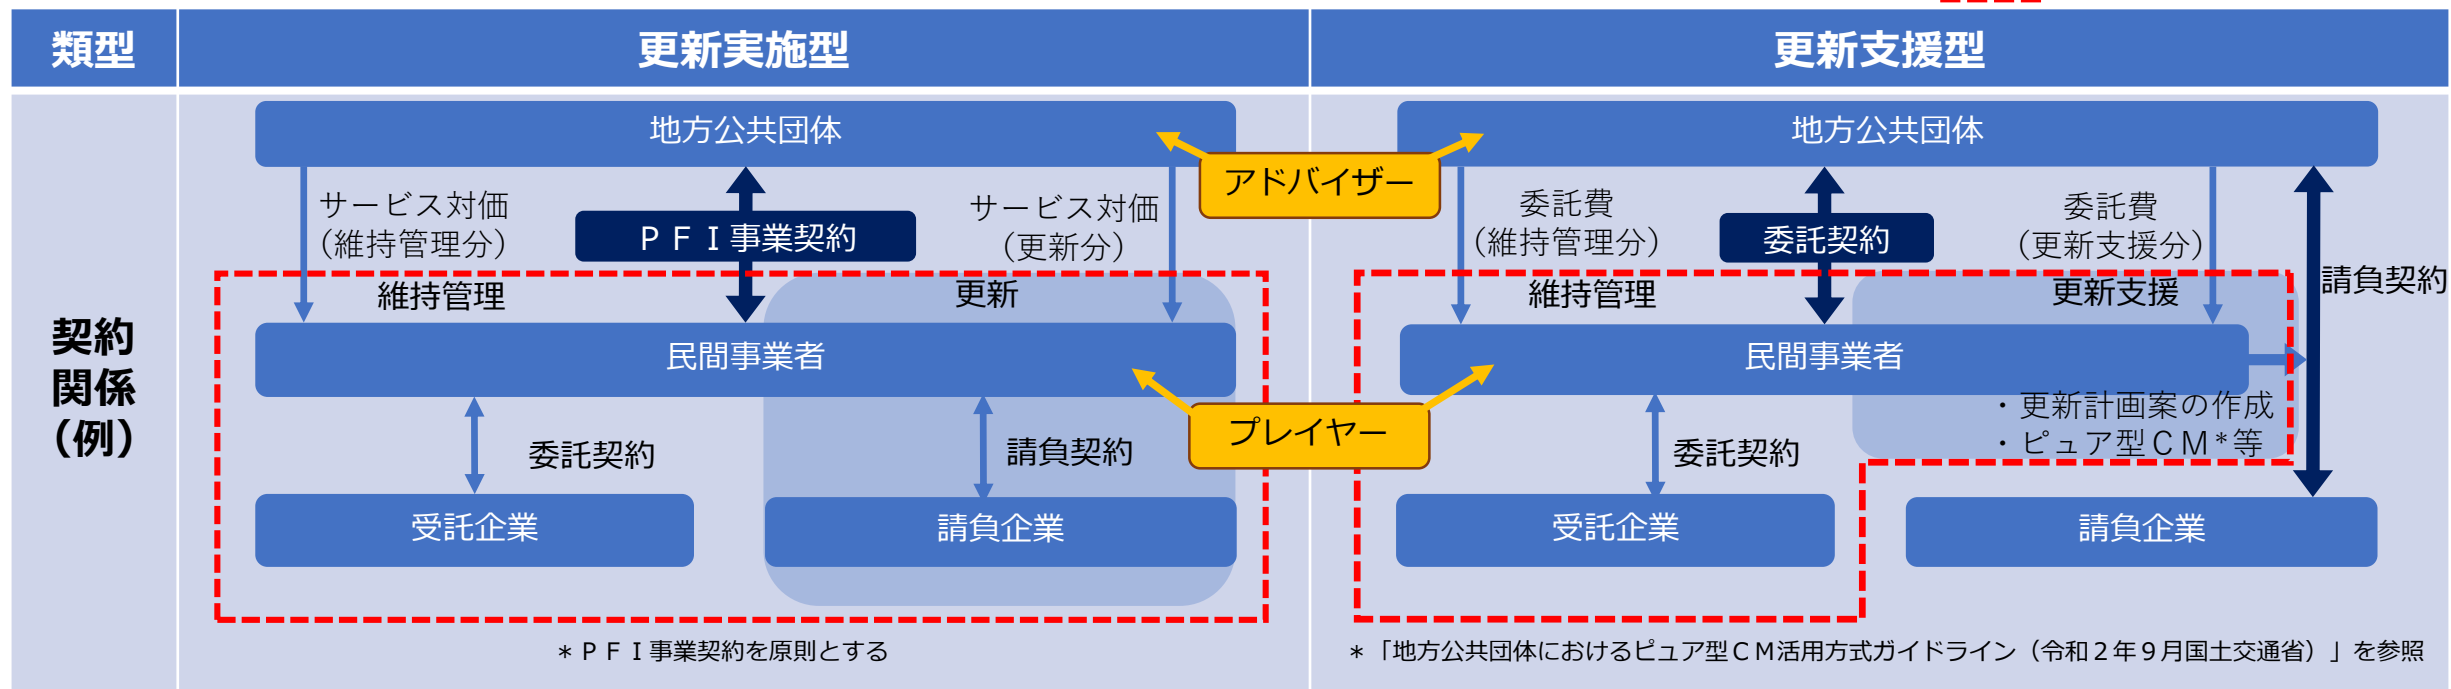 類型
更新実施型
更新支援型
契約
関係
(例)
地方公共団体
サービス対価
(維持管理分)
ＰＦＩ事業契約
サービス対価
(更新分)
維持管理
更新
民間事業者
委託契約
請負契約
受託企業
請負企業
＊ＰＦＩ事業契約を原則とする
アドバイザー
プレイヤー
地方公共団体
委託費
(維持管理分)
委託契約
委託費
(更新支援分)
請負契約
維持管理
更新支援
民間事業者
・更新計画案の作成
・ピュア型ＣＭ*等
委託契約
受託企業
請負企業
＊「地方公共団体におけるピュア型ＣＭ活用方式ガイドライン（令和２年９月国土交通省）」を参照